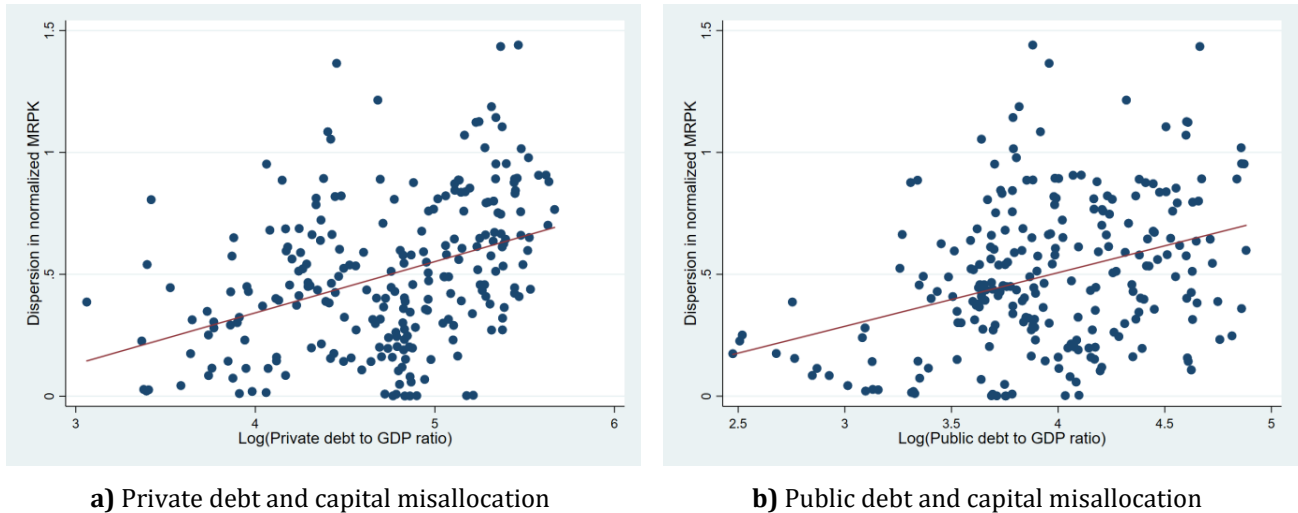 Dispersion in normalized MRPK
1.5
1
.5
0
3 4 5 6
Log(Private debt to GDP ratio)
a) Private debt and capital misallocation
Dispersion in normalized MRPK
1.5
1
.5
0
2.5 3 3.5 4 4.5 5
Log(Public debt to GDP ratio)
b) Public debt and capital misallocation